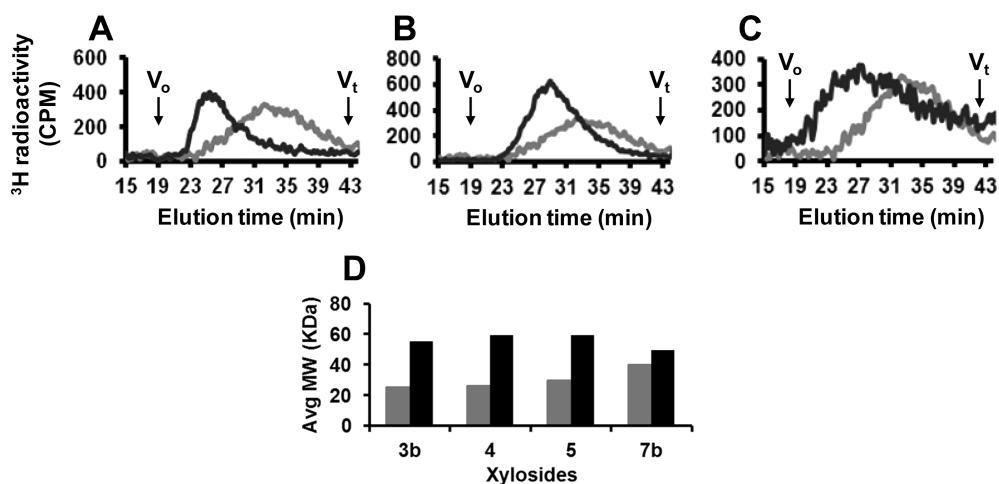 A
B
C
³H radioactivity (CPM)
600
400
200
0
Vo
Vt
15 19 23 27 31 35 39 43
Elution time (min)
800
600
400
200
0
Vo
Vt
15 19 23 27 31 35 39 43
Elution time (min)
400
300
200
100
0
Vo
Vt
15 19 23 27 31 35 39 43
Elution time (min)
D
Avg MW (KDa)
80
60
40
20
0
3b 4 5 7b
Xylosides